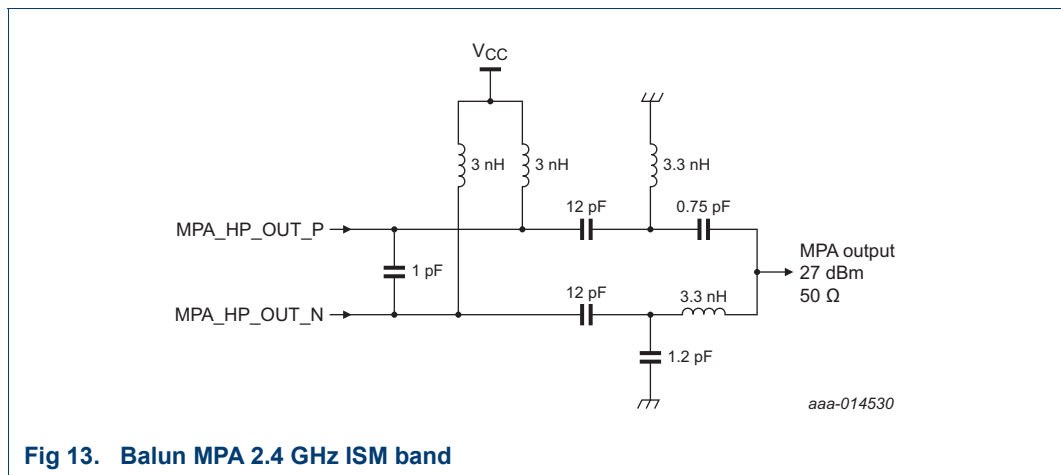 VCC
3 nH
3 nH
3.3 nH
12 pF
0.75 pF
MPA_HP_OUT_P
MPA output
27 dBm
50 Ω
1 pF
12 pF
3.3 nH
MPA_HP_OUT_N
1.2 pF
aaa-014530
Fig 13. Balun MPA 2.4 GHz ISM band